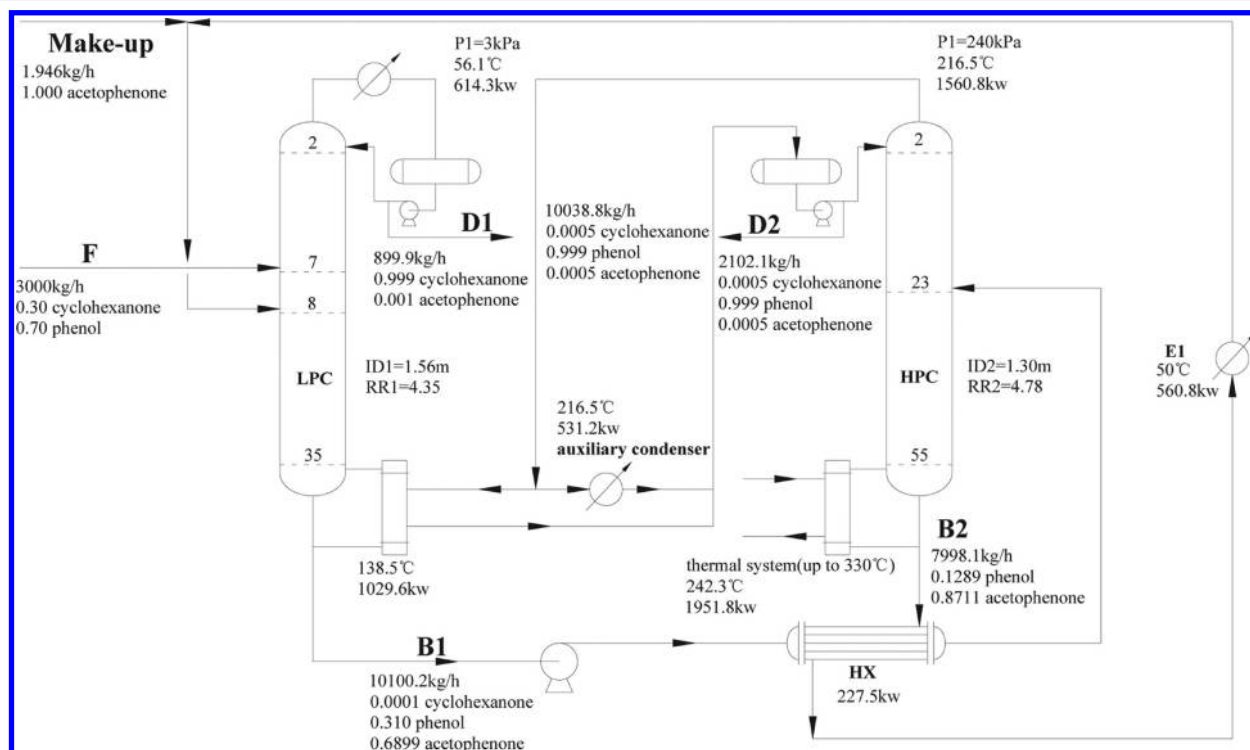 Make-up
1.946kg/h
1.000 acetophenone
P1=3kPa
56.1℃
614.3kw
P1=240kPa
216.5℃
1560.8kw
2
2
F
3000kg/h
0.30 cyclohexanone
0.70 phenol
7
8
D1
899.9kg/h
0.999 cyclohexanone
0.001 acetophenone
10038.8kg/h
0.0005 cyclohexanone
0.999 phenol
0.0005 acetophenone
D2
2102.1kg/h
0.0005 cyclohexanone
0.999 phenol
0.0005 acetophenone
23
LPC
ID1=1.56m
RR1=4.35
HPC
ID2=1.30m
RR2=4.78
E1
50℃
560.8kw
216.5℃
531.2kw
auxiliary condenser
35
55
138.5℃
1029.6kw
thermal system(up to 330℃)
242.3℃
1951.8kw
B2
7998.1kg/h
0.1289 phenol
0.8711 acetophenone
B1
10100.2kg/h
0.0001 cyclohexanone
0.310 phenol
0.6899 acetophenone
HX
227.5kw